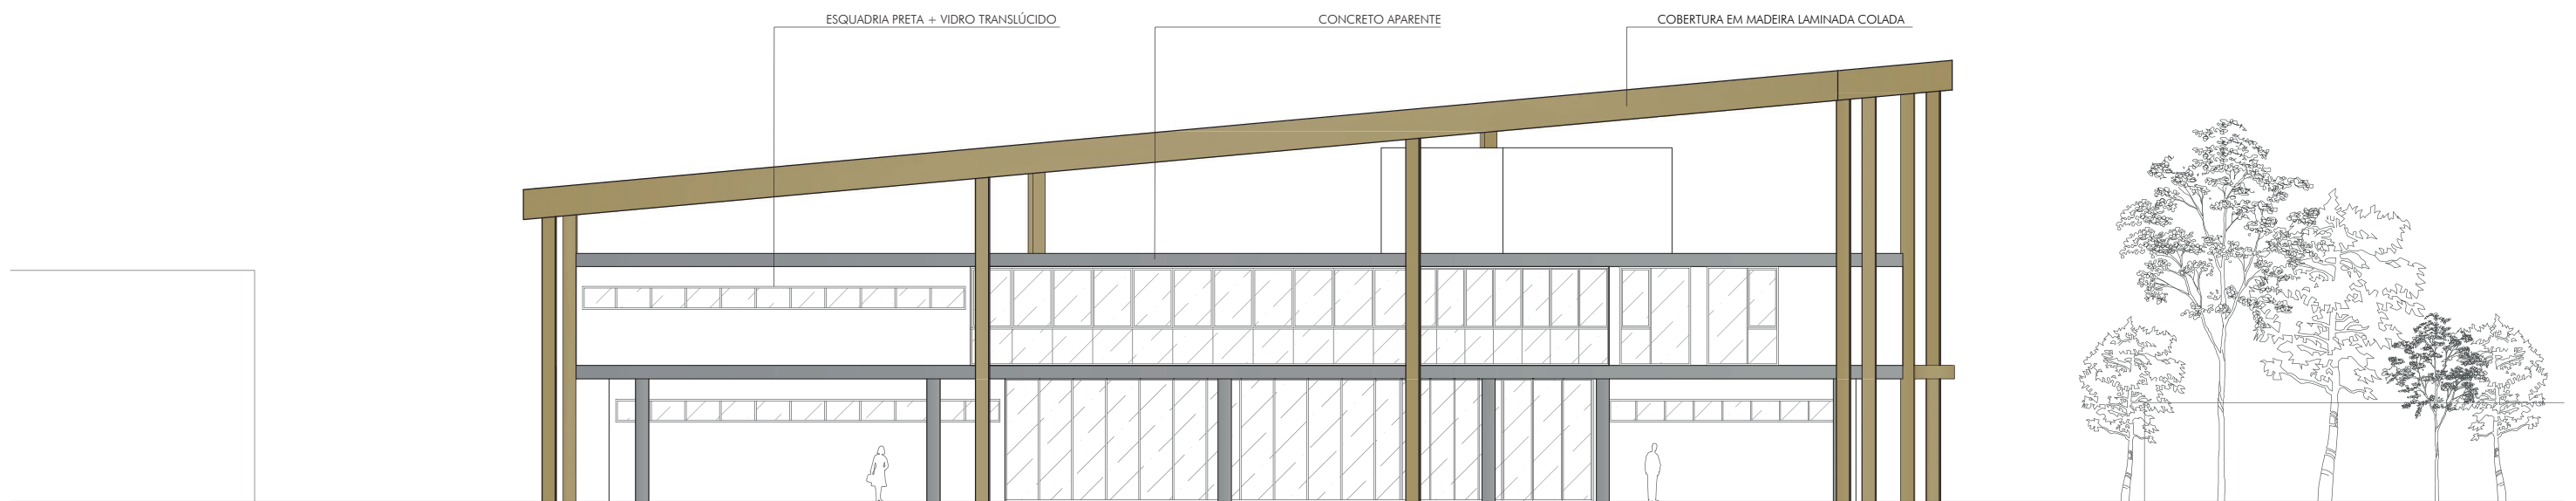 ESQUADRIA PRETA + VIDRO TRANSLÚCIDO
CONCRETO APARENTE
COBERTURA EM MADEIRA LAMINADA COLADA